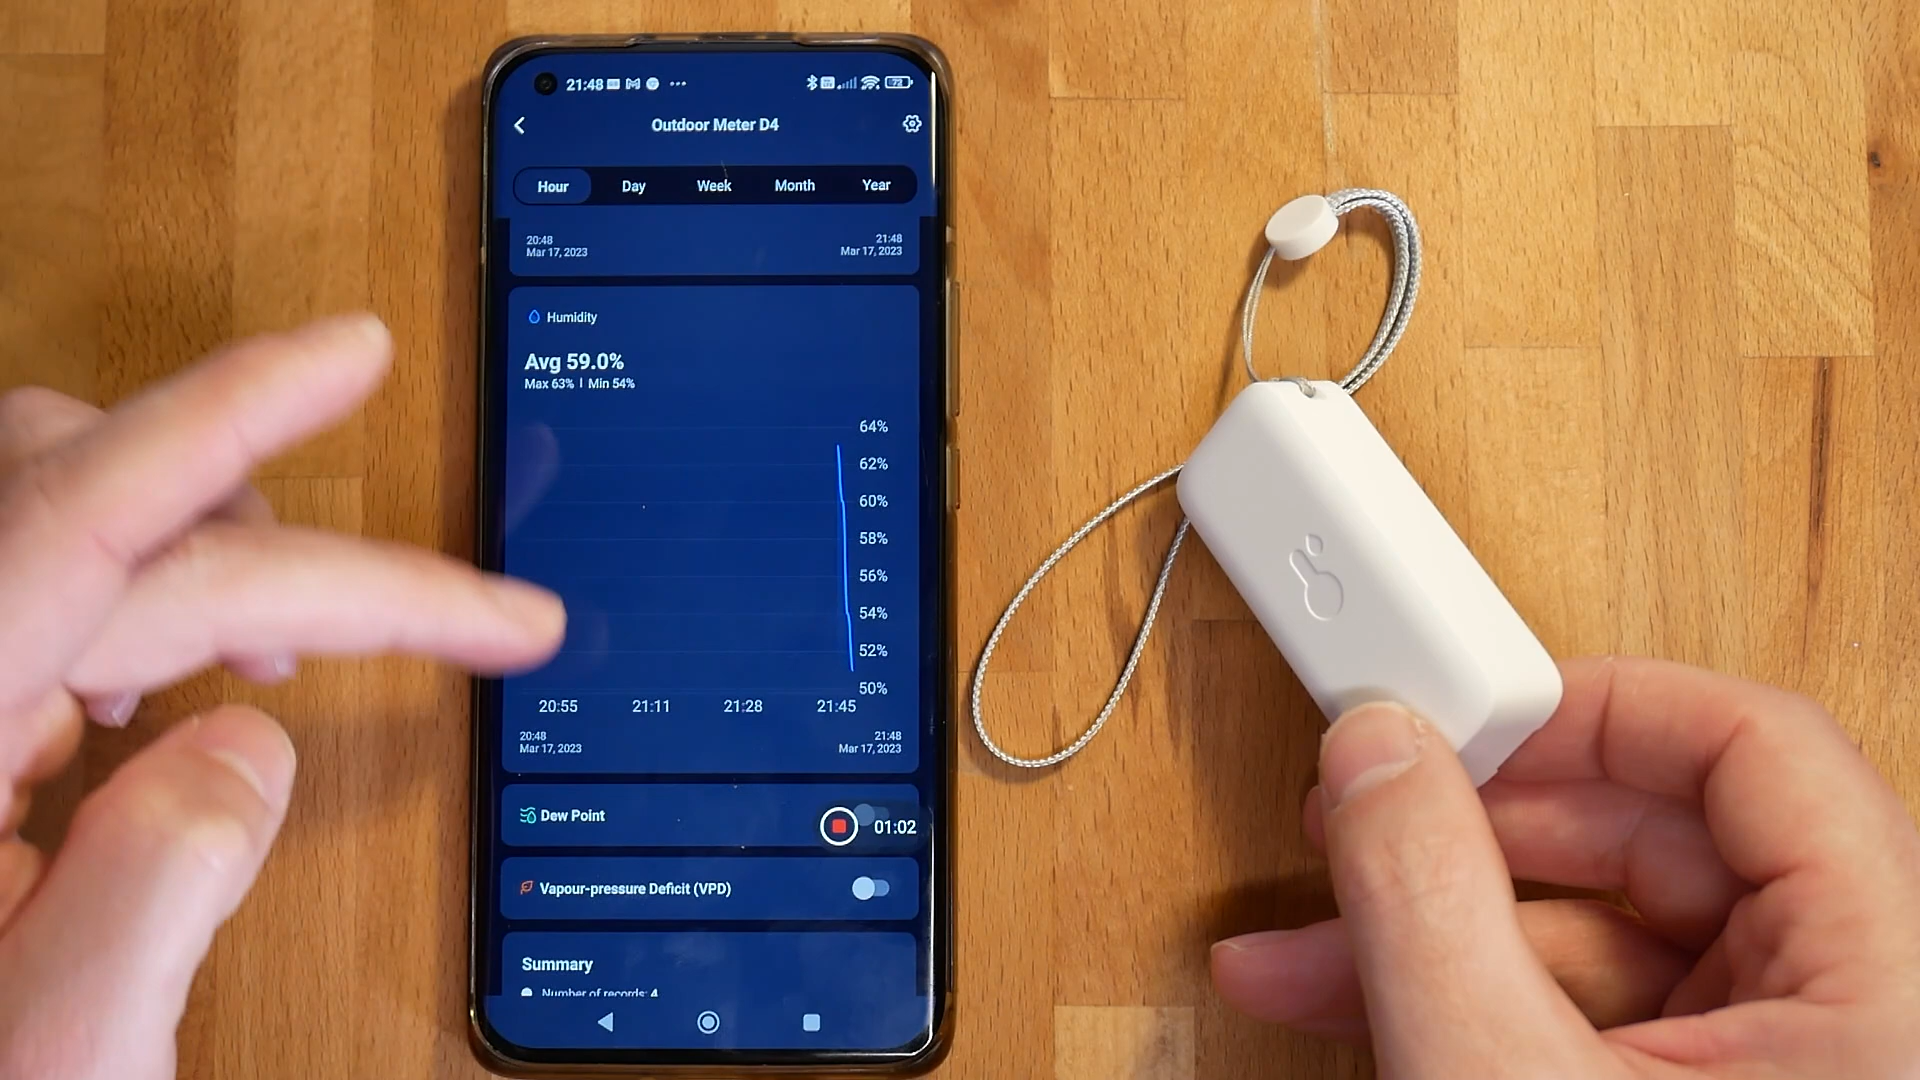 21:48
72
Outdoor Meter D4
Hour Day Week Month Year
20:48 21:48
Mar 17, 2023 Mar 17, 2023
Humidity
Avg 59.0%
Max 63% | Min 54%
64%
62%
60%
58%
56%
54%
52%
50%
20:55 21:11 21:28 21:45
20:48 21:48
Mar 17, 2023 Mar 17, 2023
Dew Point
01:02
Vapour-pressure Deficit (VPD)
Summary
Number of records: 4